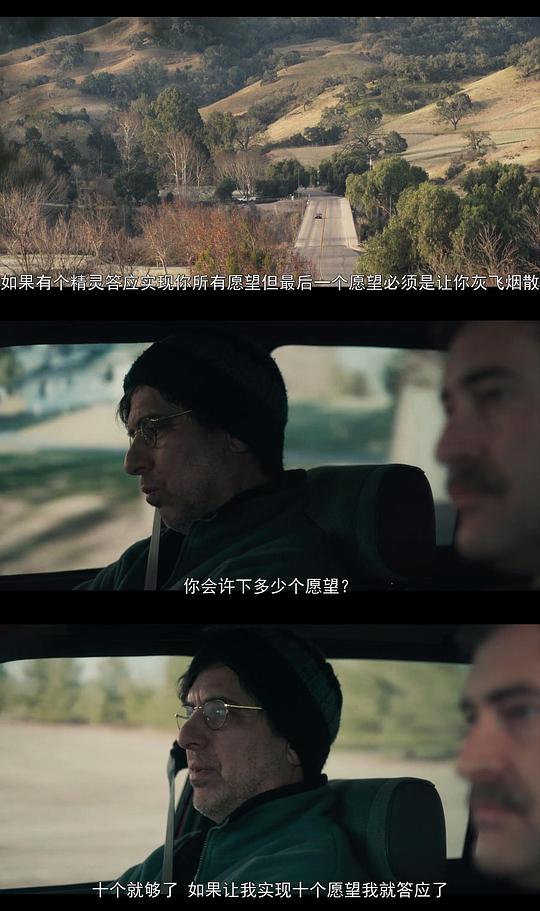 如果有个精灵答应实现你所有愿望但最后一个愿望必须是让你灰飞烟散
你会许下多少个愿望？
十个就够了 如果让我实现十个愿望我就答应了